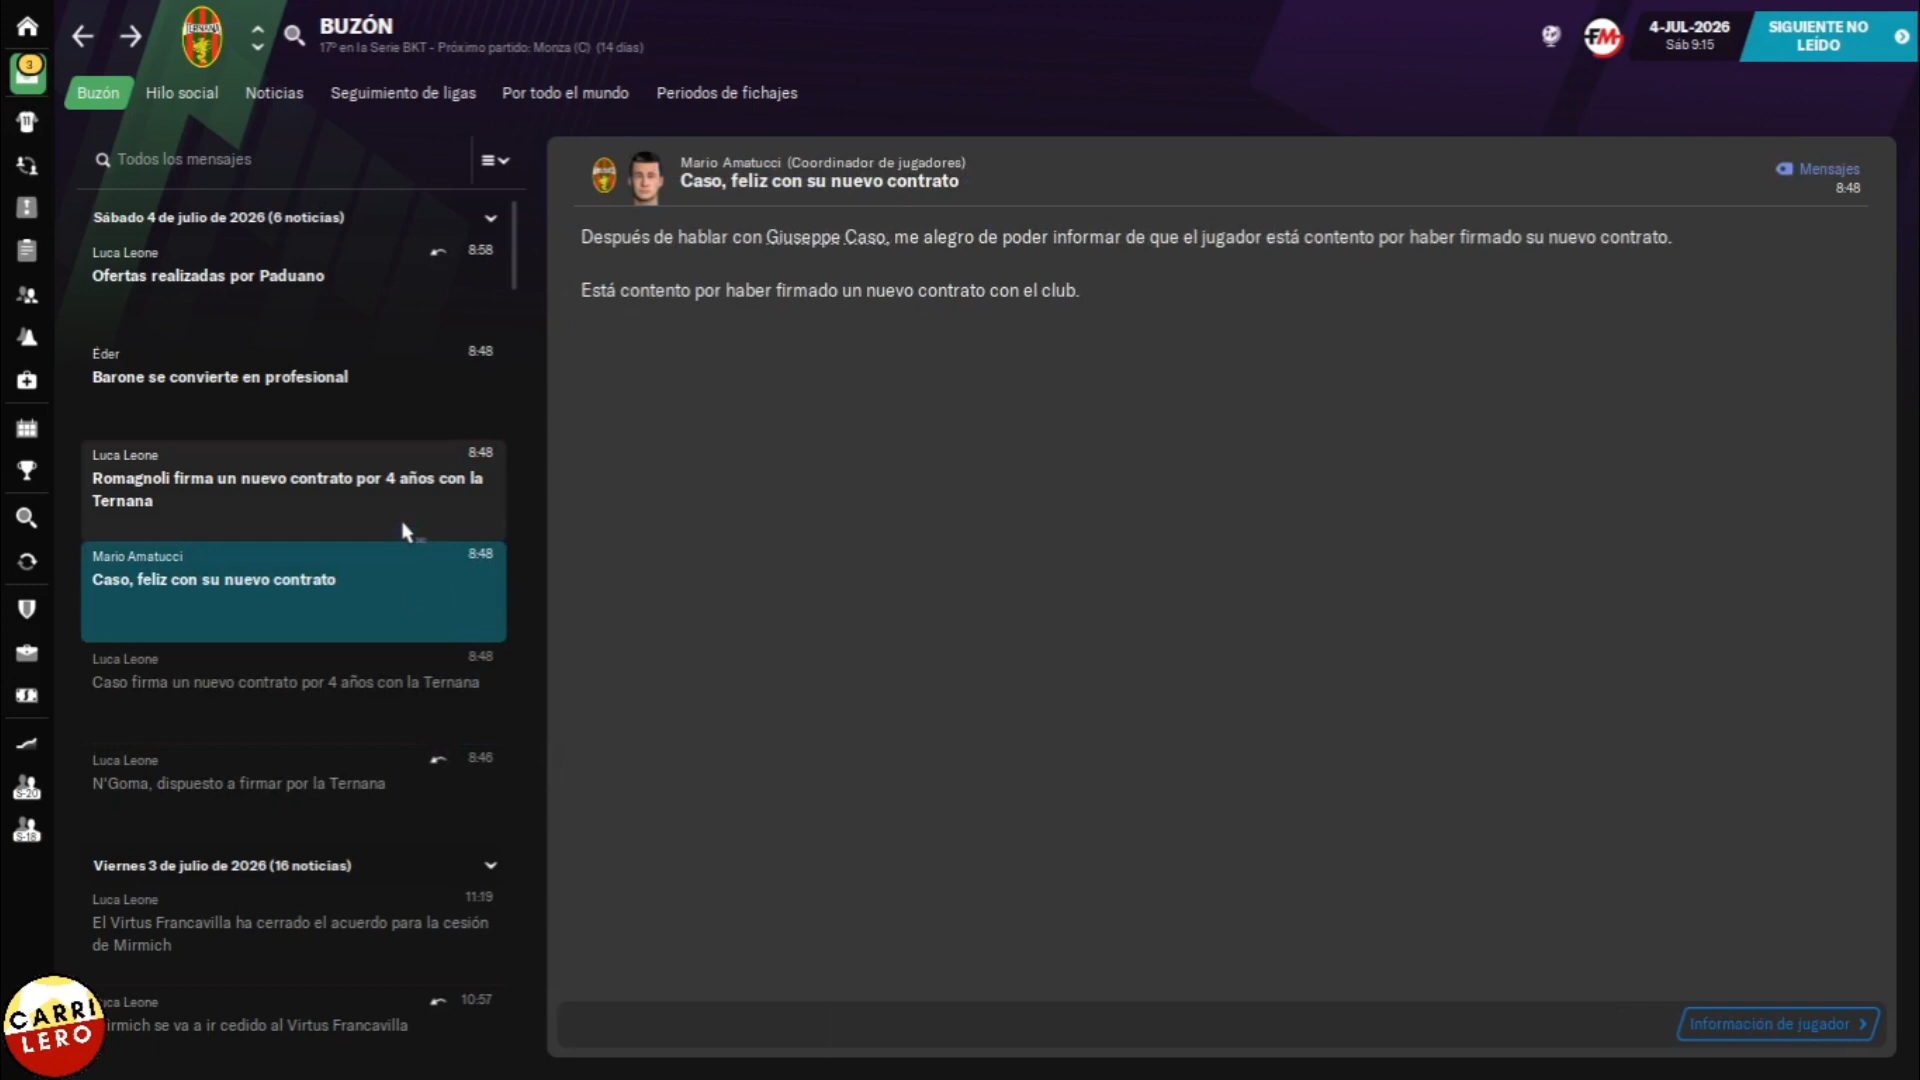 BUZÓN
17º en la Serie BKT - Próximo partido: Monza (C) (14 días)
4-JUL-2026
Sáb 9:15
SIGUIENTE NO
LEÍDO
3
Buzón
Hilo social
Noticias
Seguimiento de ligas
Por todo el mundo
Periodos de fichajes
Todos los mensajes
Sábado 4 de julio de 2026 (6 noticias)
Luca Leone
8:58
Ofertas realizadas por Paduano
Éder
8:48
Barone se convierte en profesional
Luca Leone
8:48
Romagnoli firma un nuevo contrato por 4 años con la
Ternana
Mario Amatucci
8:48
Caso, feliz con su nuevo contrato
Luca Leone
8:48
Caso firma un nuevo contrato por 4 años con la Ternana
Luca Leone
8:46
N'Goma, dispuesto a firmar por la Ternana
Viernes 3 de julio de 2026 (16 noticias)
Luca Leone
11:19
El Virtus Francavilla ha cerrado el acuerdo para la cesión
de Mirmich
uca Leone
10:57
irmich se va a ir cedido al Virtus Francavilla
Mario Amatucci (Coordinador de jugadores)
Caso, feliz con su nuevo contrato
Mensajes
8:48
Después de hablar con Giuseppe Caso, me alegro de poder informar de que el jugador está contento por haber firmado su nuevo contrato.
Está contento por haber firmado un nuevo contrato con el club.
Información de jugador
S-20
S-18
CARRI
LERO
TERNANA
FM
11